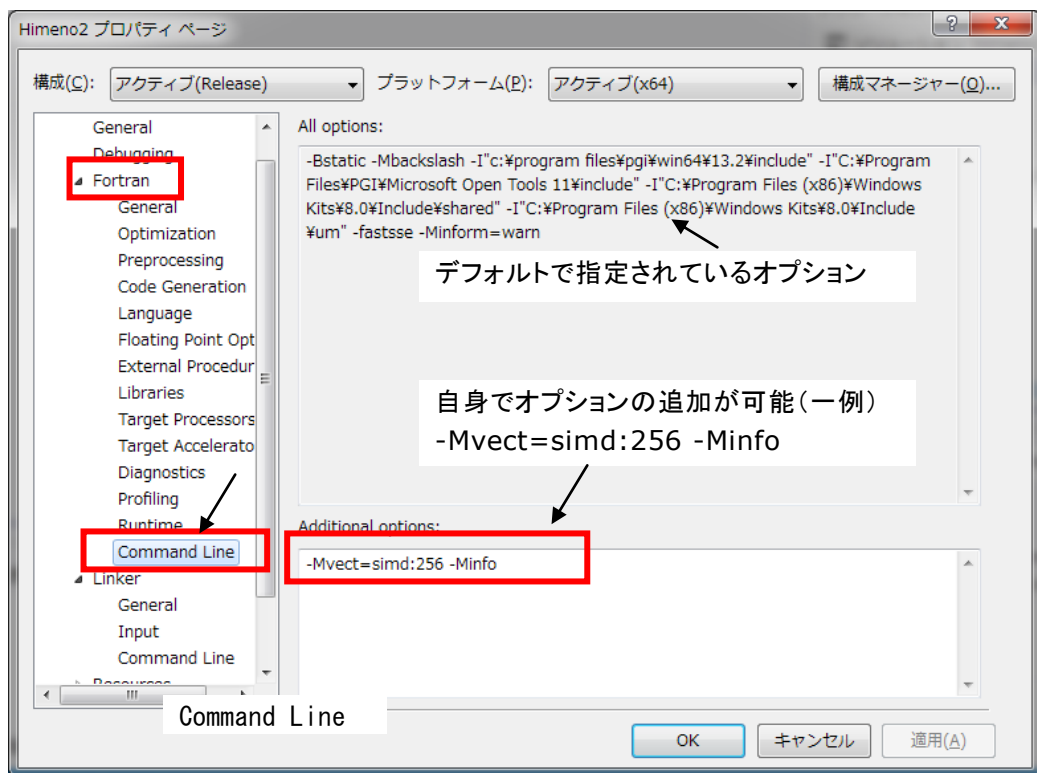 Himeno2 プロパティ ページ
構成(C): アクティブ(Release) プラットフォーム(P): アクティブ(x64) 構成マネージャー(O)...
General
Debugging
Fortran
General
Optimization
Preprocessing
Code Generation
Language
Floating Point Opt
External Procedur
Libraries
Target Processors
Target Accelerato
Diagnostics
Profiling
Runtime
Command Line
Linker
General
Input
Command Line
Resources
Command Line
All options:
-Bstatic -Mbackslash -I"c:¥program files¥pgi¥win64¥13.2¥include" -I"C:¥Program
Files¥PGI¥Microsoft Open Tools 11¥include" -I"C:¥Program Files (x86)¥Windows
Kits¥8.0¥Include¥shared" -I"C:¥Program Files (x86)¥Windows Kits¥8.0¥Include
¥um" -fastsse -Minform=warn
デフォルトで指定されているオプション
自身でオプションの追加が可能(一例)
-Mvect=simd:256 -Minfo
Additional options:
-Mvect=simd:256 -Minfo
OK キャンセル 適用(A)